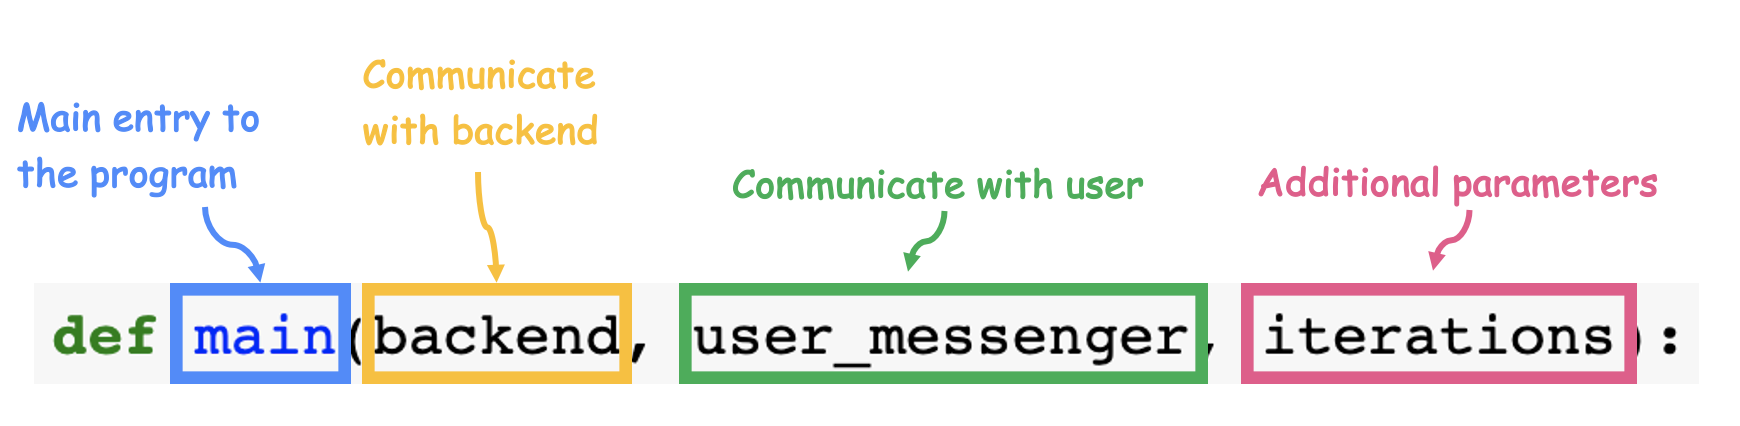 Main entry to
the program
Communicate
with backend
Communicate with user
Additional parameters
def main(backend, user_messenger, iterations):